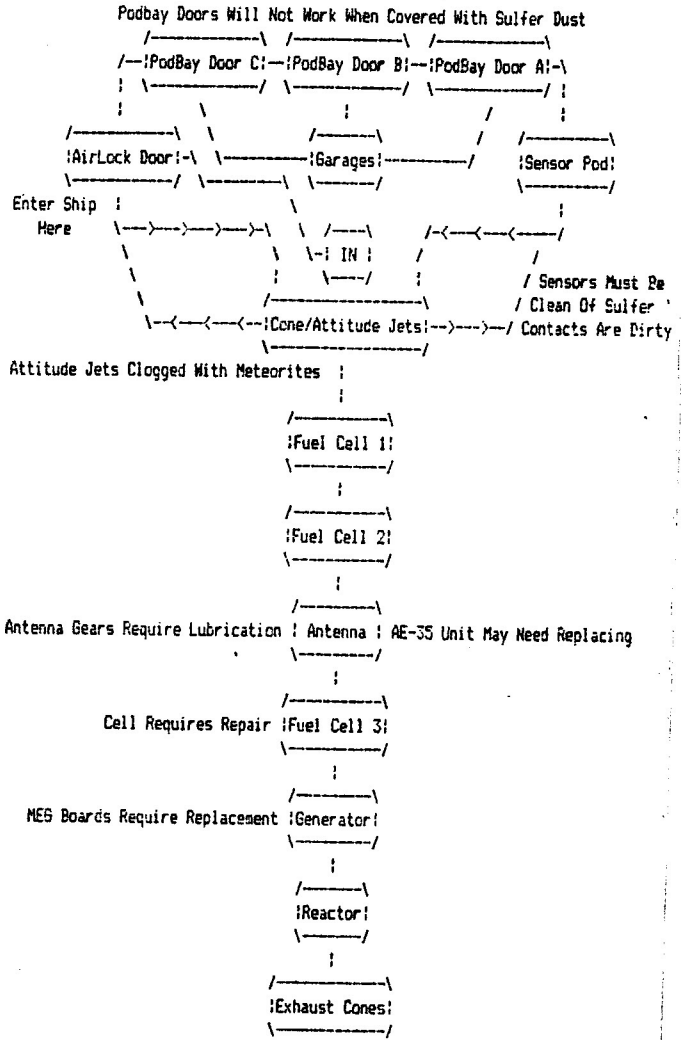 Podbay Doors Will Not Work When Covered With Sulfer Dust
PodBay Door C
PodBay Door B
PodBay Door A
AirLock Door
Garages
Sensor Pod
Enter Ship
Here
IN
Sensors Must Be
Clean Of Sulfer
Cone/Attitude Jets
Contacts Are Dirty
Attitude Jets Clogged With Meteorites
Fuel Cell 1
Fuel Cell 2
Antenna Gears Require Lubrication
Antenna
AE-35 Unit May Need Replacing
Cell Requires Repair
Fuel Cell 3
MEG Boards Require Replacement
Generator
Reactor
Exhaust Cones